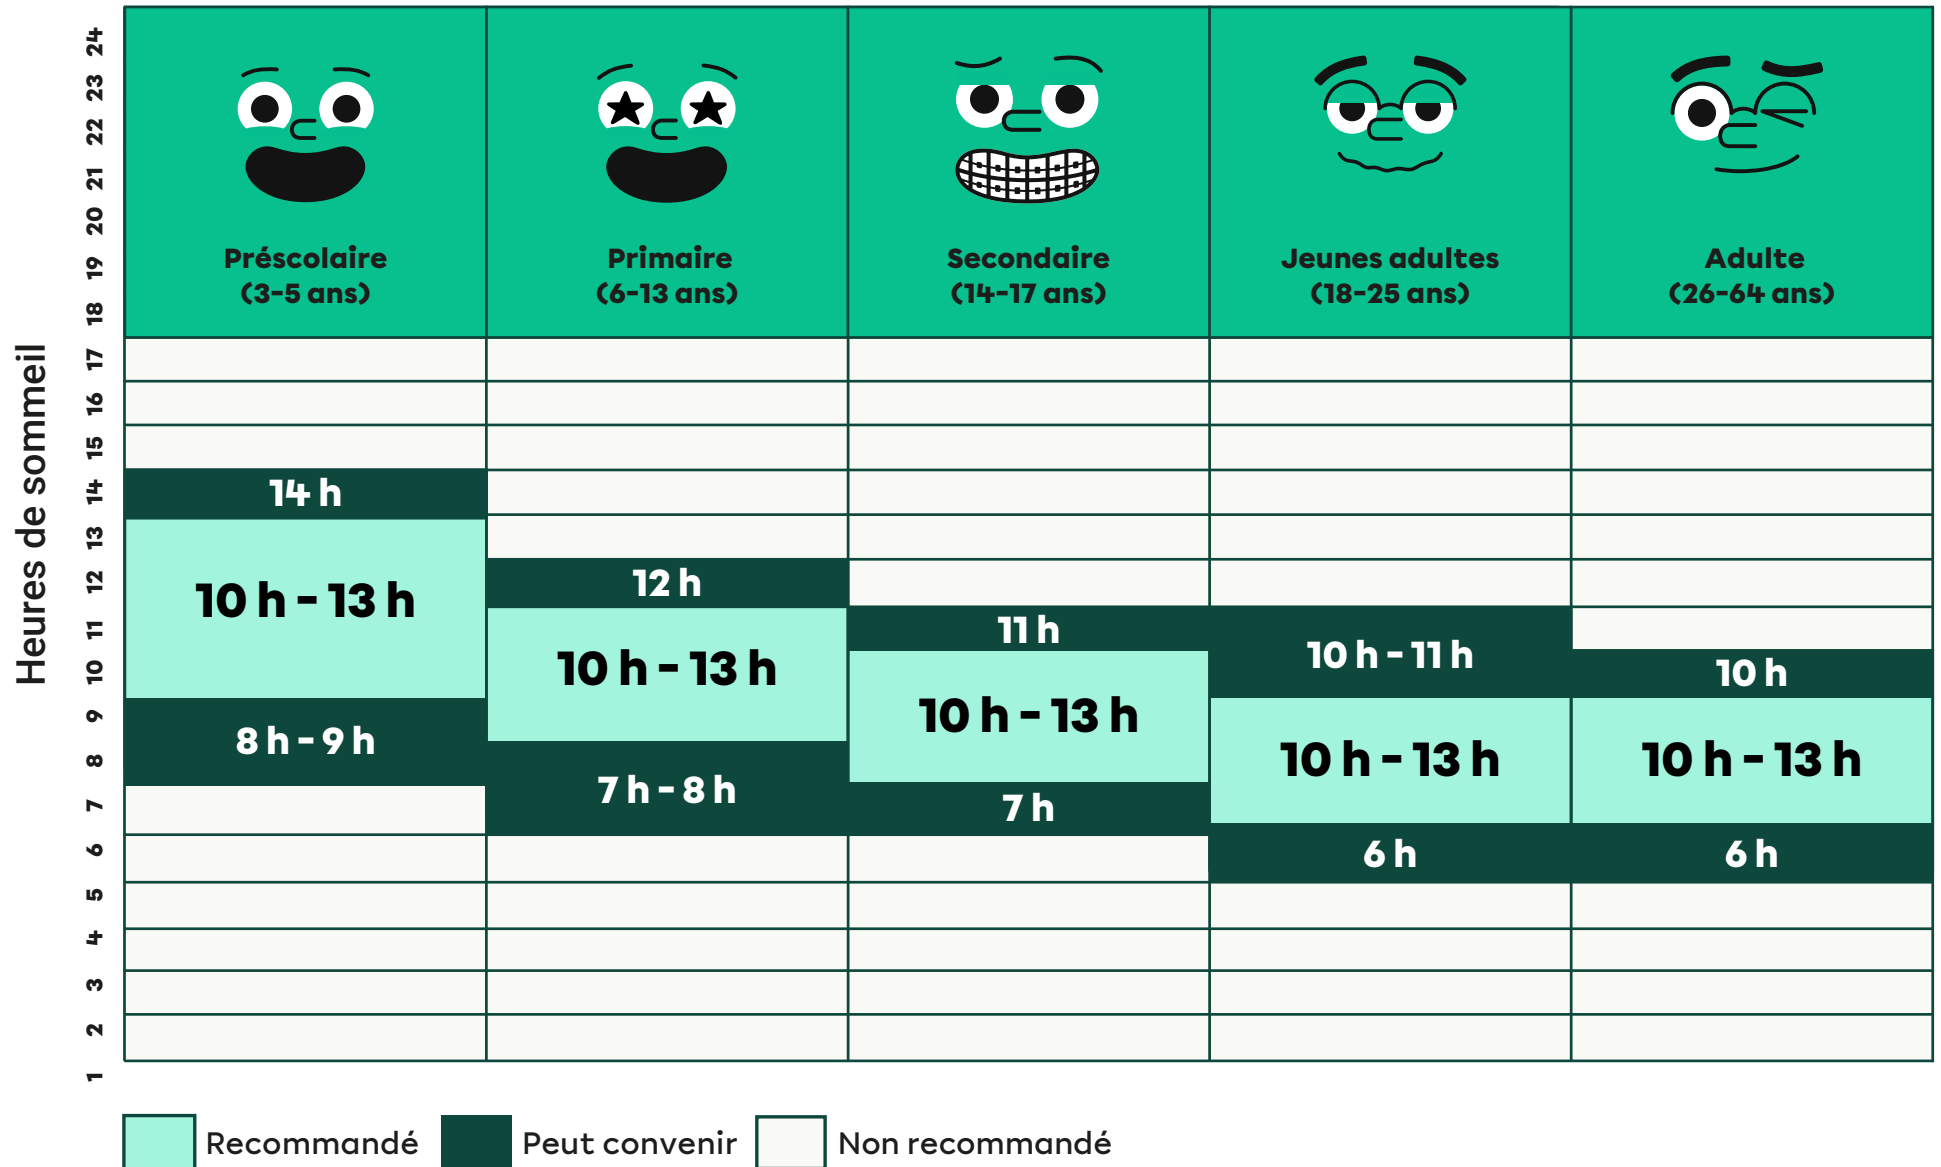 Heures de sommeil
24
23
22
21
20
19
18
17
16
15
14
13
12
11
10
9
8
7
6
5
4
3
2
1
Préscolaire
(3-5 ans)
14 h
10 h - 13 h
8 h - 9 h
Primaire
(6-13 ans)
12 h
10 h - 13 h
7 h - 8 h
Secondaire
(14-17 ans)
11 h
10 h - 13 h
7 h
Jeunes adultes
(18-25 ans)
10 h - 11 h
10 h - 13 h
6 h
Adulte
(26-64 ans)
10 h
10 h - 13 h
6 h
Recommandé
Peut convenir
Non recommandé